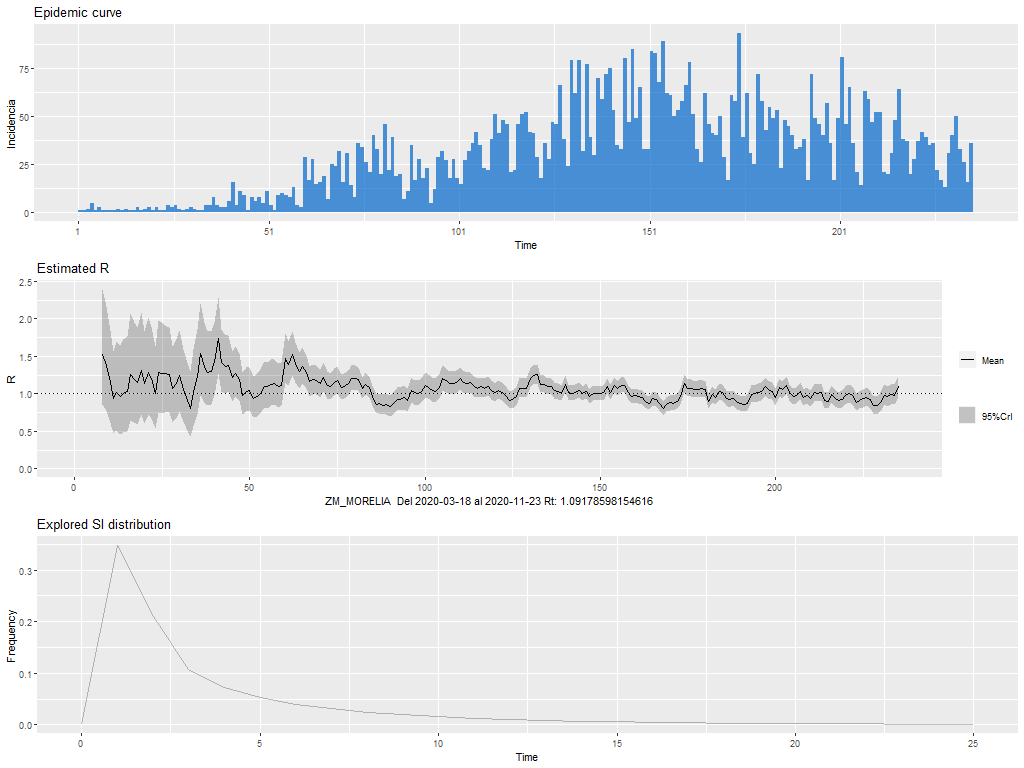 Epidemic curve
Incidencia
75
50
25
0
1
51
101
151
201
Time
Estimated R
R
2.5
2.0
1.5
1.0
0.5
0.0
0
50
100
150
200
ZM_MORELIA Del 2020-03-18 al 2020-11-23 Rt: 1.09178598154616
Mean
95%CrI
Explored SI distribution
Frequency
0.3
0.2
0.1
0.0
0
5
10
15
20
25
Time